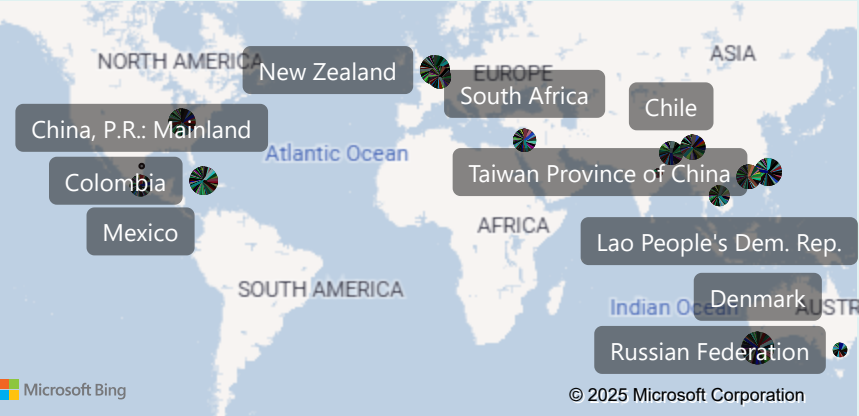 NORTH AMERICA
New Zealand
EUROPE
ASIA
South Africa
Chile
China, P.R.: Mainland
Atlantic Ocean
Colombia
Taiwan Province of China
Mexico
AFRICA
Lao People's Dem. Rep.
SOUTH AMERICA
Denmark
Indian Ocean
AUSTR
Russian Federation
Microsoft Bing
© 2025 Microsoft Corporation